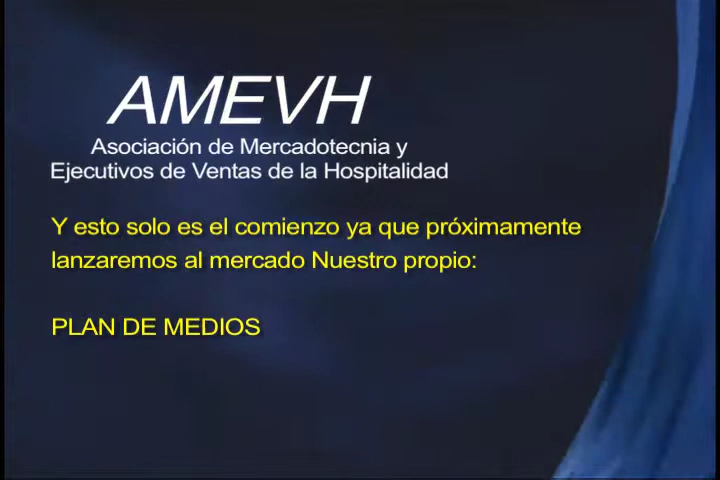 AMEVH
Asociación de Mercadotecnia y
Ejecutivos de Ventas de la Hospitalidad
Y esto solo es el comienzo ya que próximamente
lanzaremos al mercado Nuestro propio:
PLAN DE MEDIOS